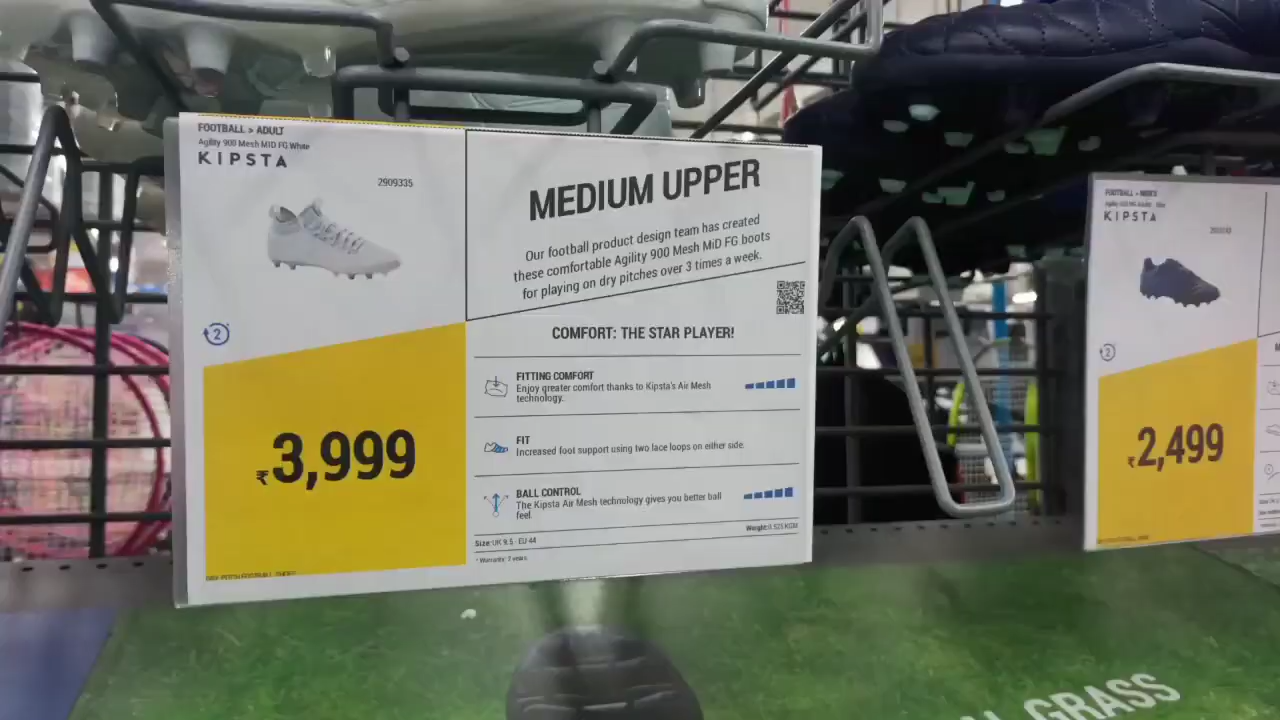 FOOTBALL > ADULT
Agility 900 Mesh MID FG White
KIPSTA
2909335
2
₹3,999
MEDIUM UPPER
Our football product design team has created
these comfortable Agility 900 Mesh MiD FG boots
for playing on dry pitches over 3 times a week.
COMFORT: THE STAR PLAYER!
FITTING COMFORT
Enjoy greater comfort thanks to Kipsta's Air Mesh
technology.
FIT
Increased foot support using two lace loops on either side.
BALL CONTROL
The Kipsta Air Mesh technology gives you better ball
feel.
Size: UK 9.5 - EU 44
Weight: 0.525 KGM
FOOTBALL > MEN'S
KIPSTA
2
₹2,499
GRASS